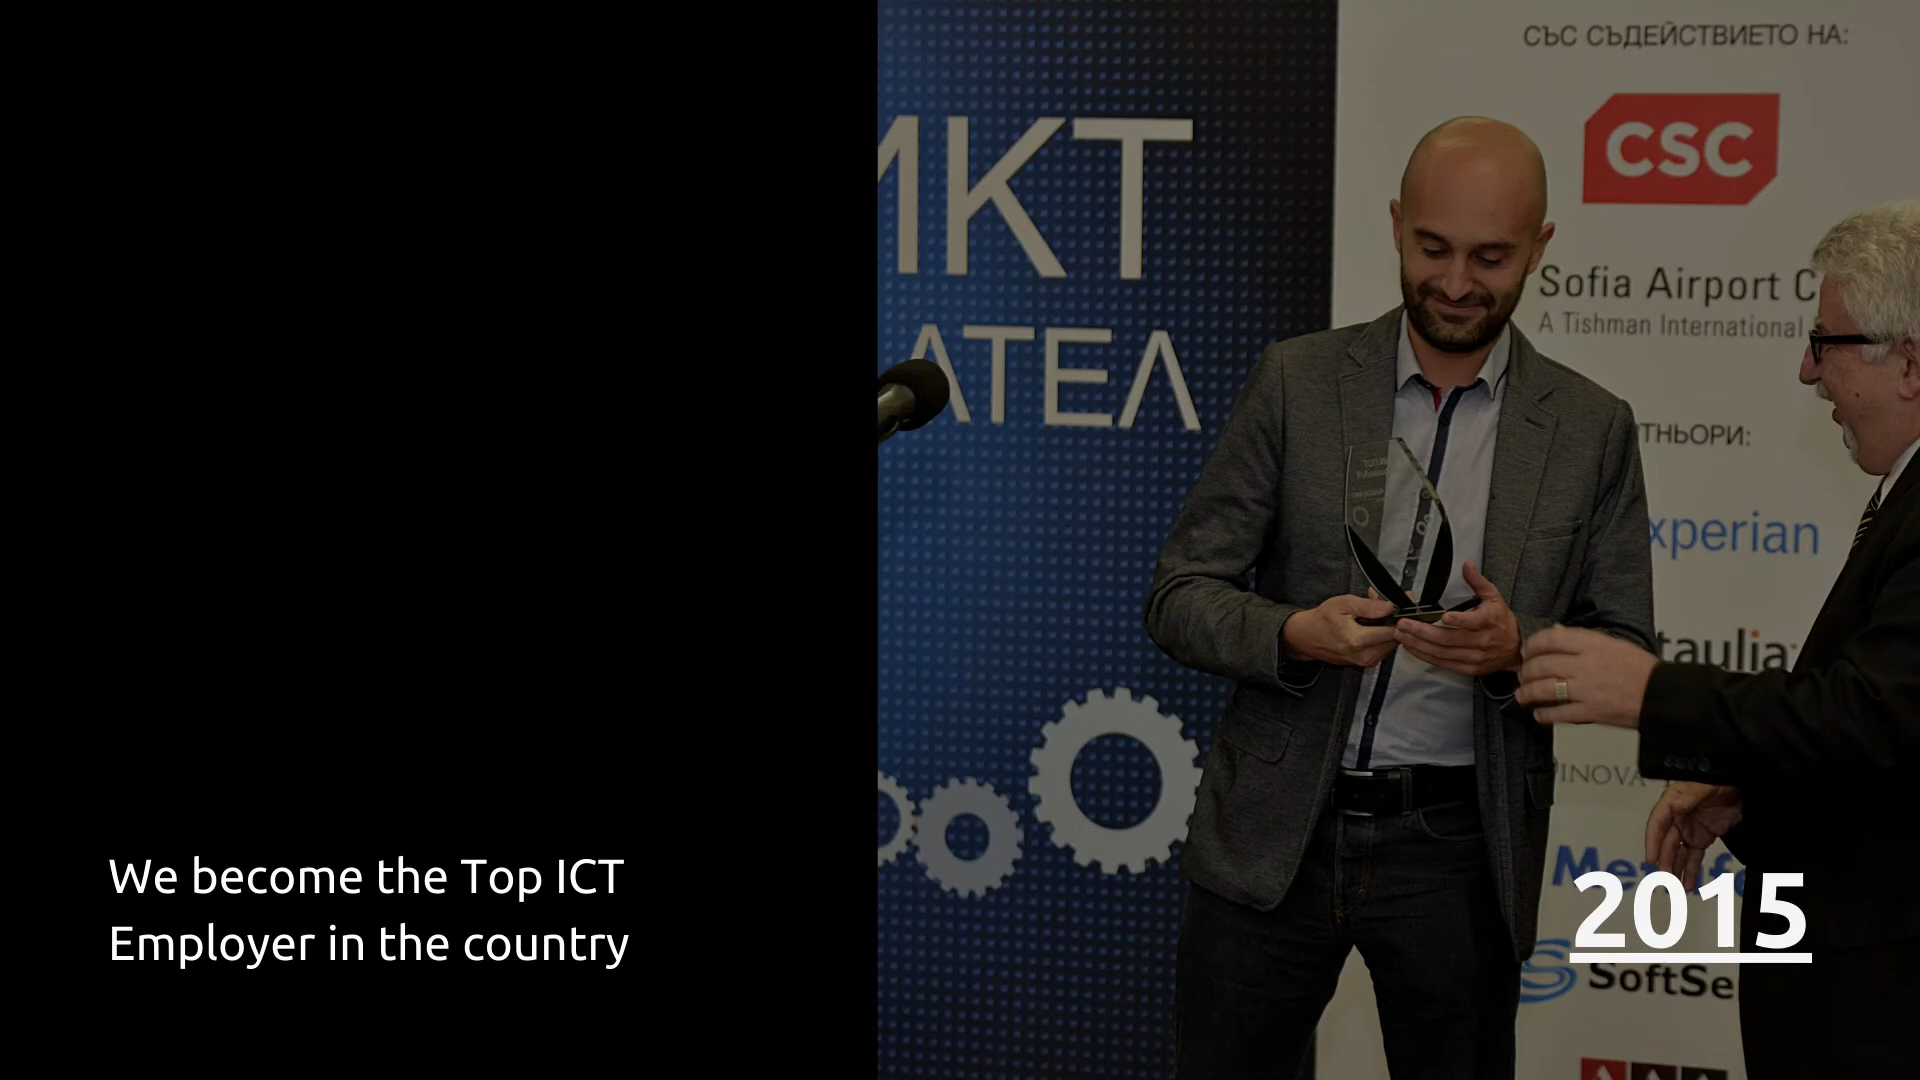 We become the Top ICT
Employer in the country
ИКТ
АТЕЛ
СЪС СЪДЕЙСТВИЕТО НА:
CSC
Sofia Airport C
A Tishman International
ТНЬОРИ:
xperian
taulia
INOVA
2015
SoftSe